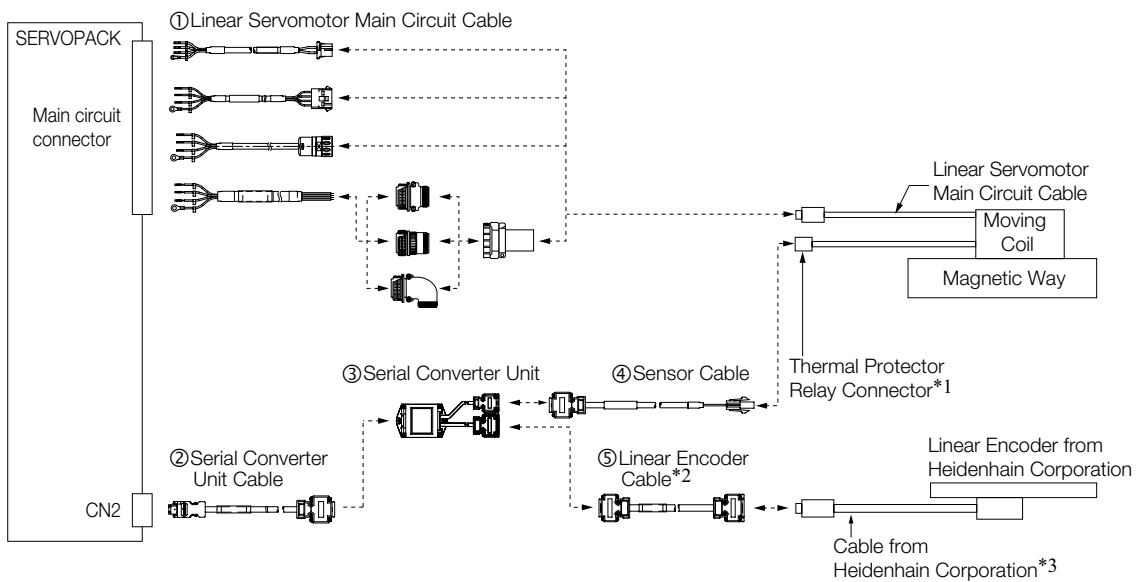 ①Linear Servomotor Main Circuit Cable
SERVOPACK
Main circuit
connector
Linear Servomotor
Main Circuit Cable
Moving
Coil
Magnetic Way
Thermal Protector
Relay Connector*1
③Serial Converter Unit
④Sensor Cable
②Serial Converter
Unit Cable
⑤Linear Encoder
Cable*2
Linear Encoder from
Heidenhain Corporation
CN2
Cable from
Heidenhain Corporation*3